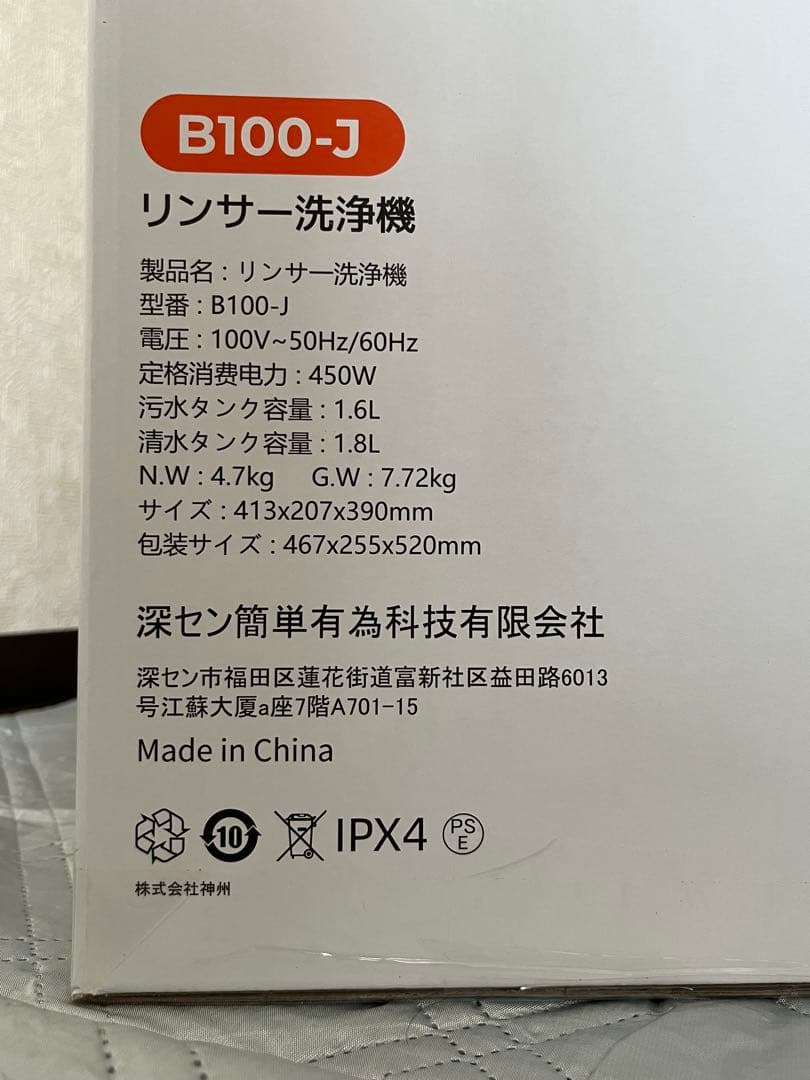 B100-J
リンサー洗浄機
製品名 : リンサー洗浄機
型番 : B100-J
電圧 : 100V~50Hz/60Hz
定格消费电力 : 450W
污水タンク容量 : 1.6L
清水タンク容量 : 1.8L
N.W : 4.7kg G.W : 7.72kg
サイズ : 413x207x390mm
包装サイズ : 467x255x520mm
深セン簡単有為科技有限会社
深セン市福田区蓮花街道富新社区益田路6013
号江蘇大厦a座7階A701-15
Made in China
10 IPX4 PSE
株式会社神州